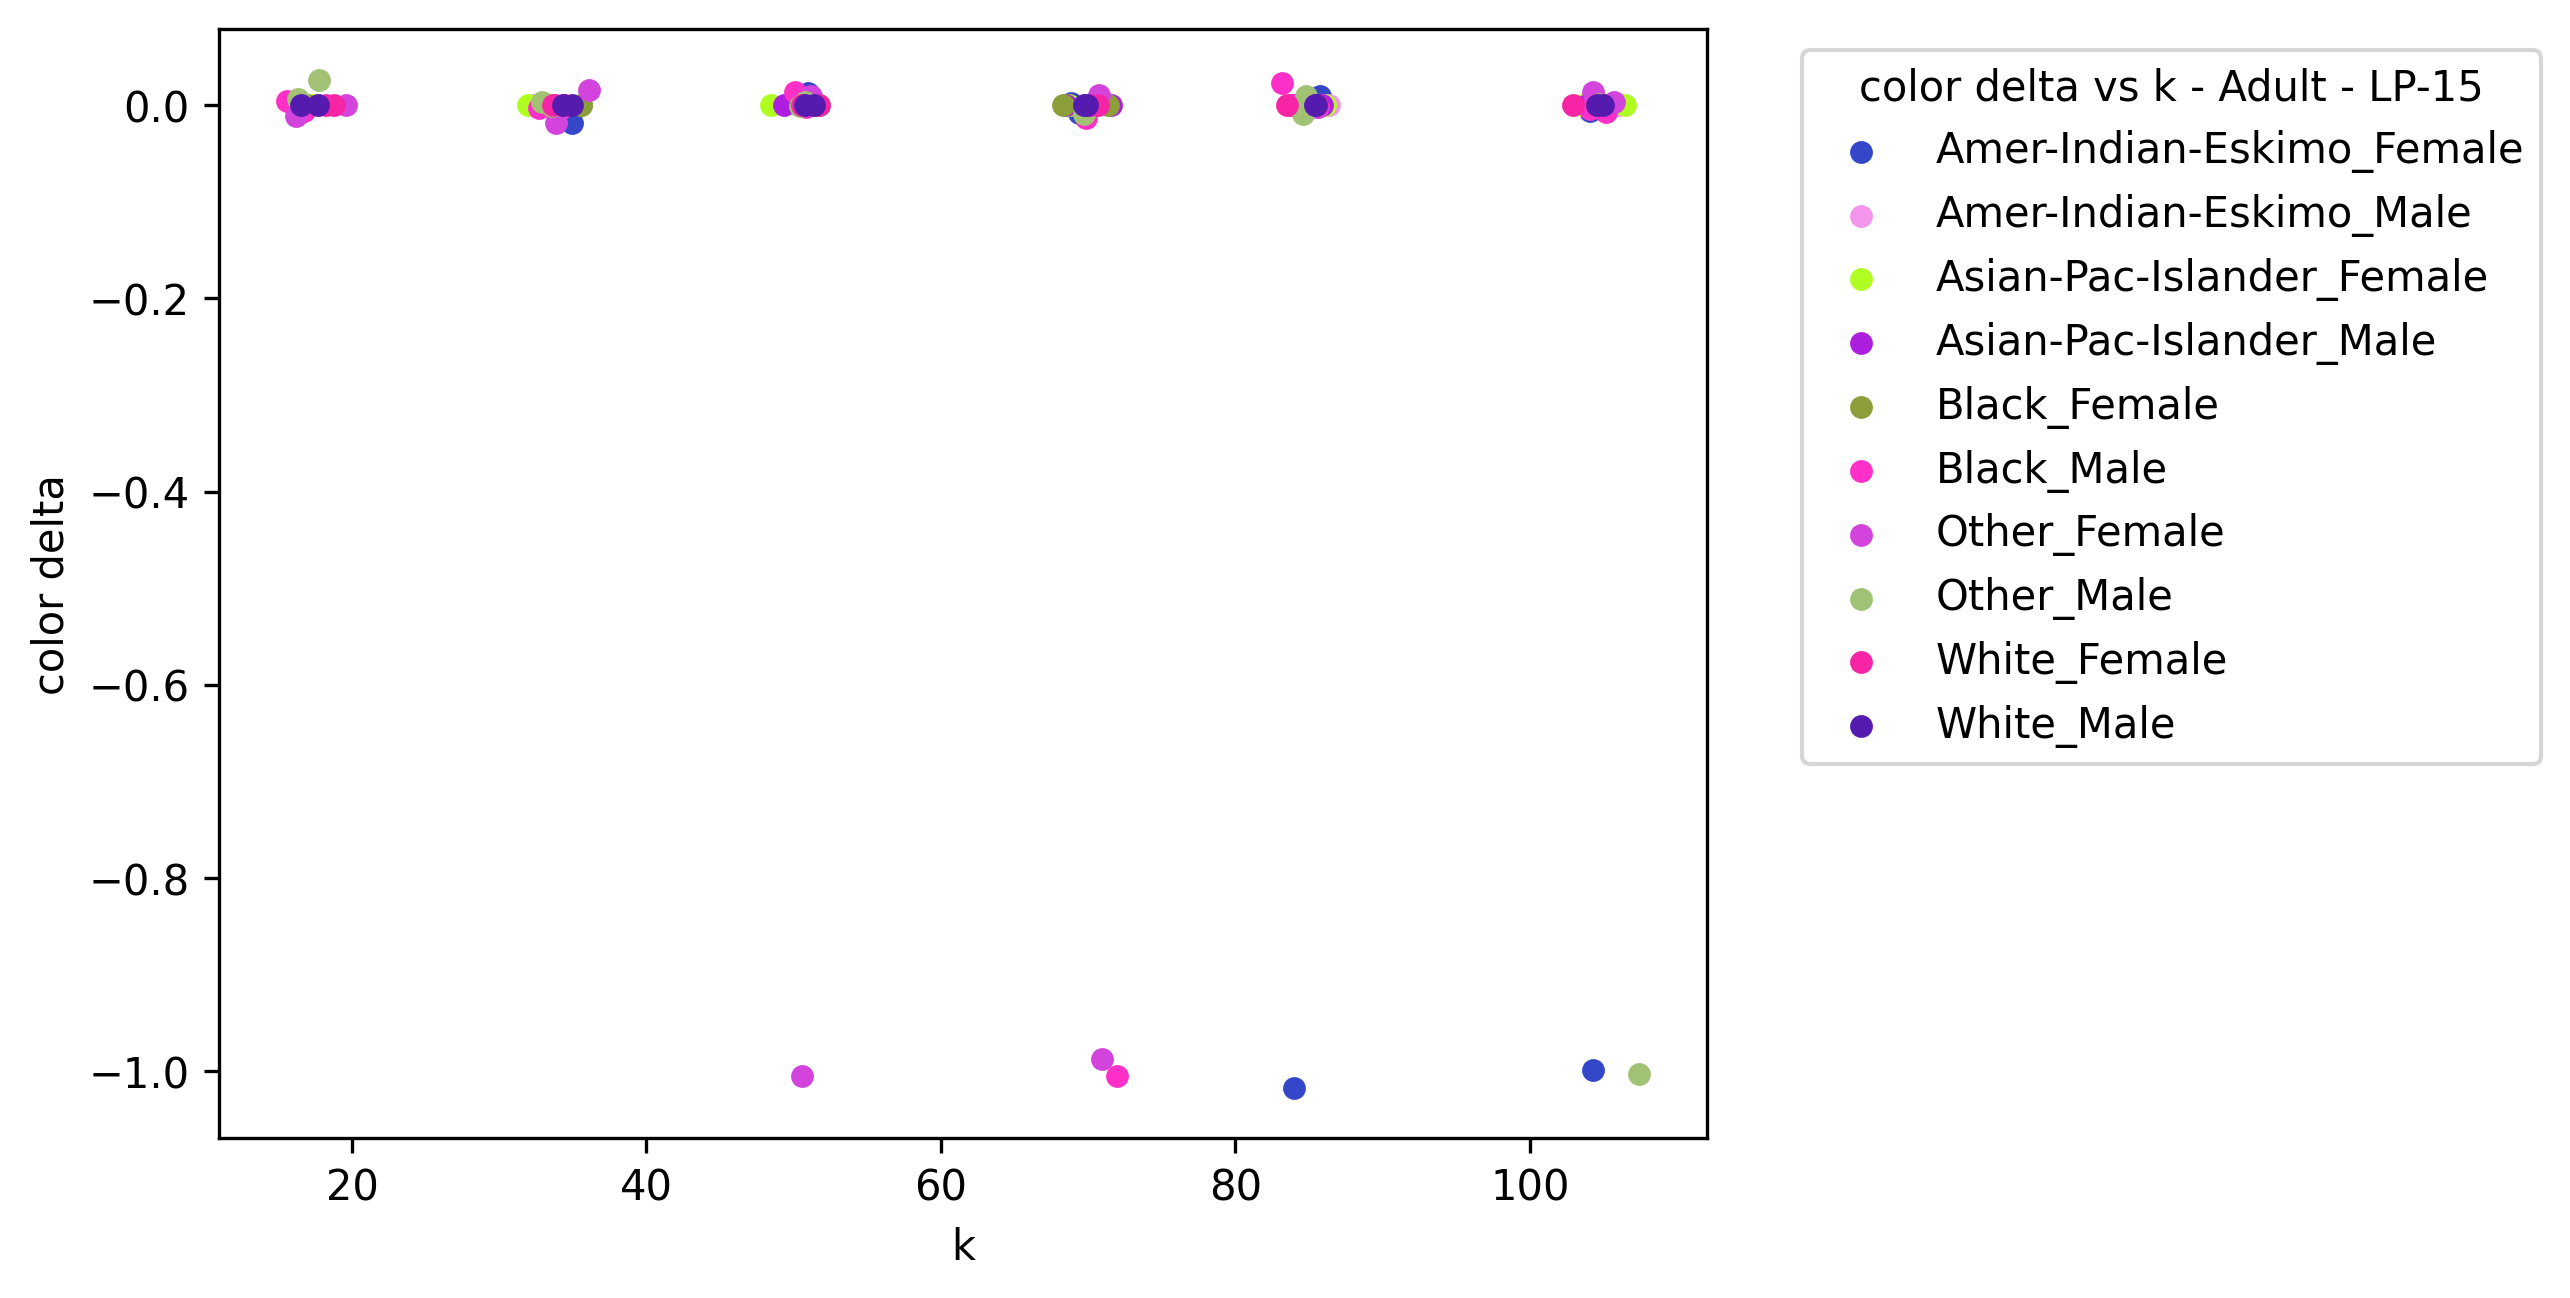 color delta vs k - Adult - LP-15
Amer-Indian-Eskimo_Female
Amer-Indian-Eskimo_Male
Asian-Pac-Islander_Female
Asian-Pac-Islander_Male
Black_Female
Black_Male
Other_Female
Other_Male
White_Female
White_Male
color delta
0.0
−0.2
−0.4
−0.6
−0.8
−1.0
20 40 60 80 100
k